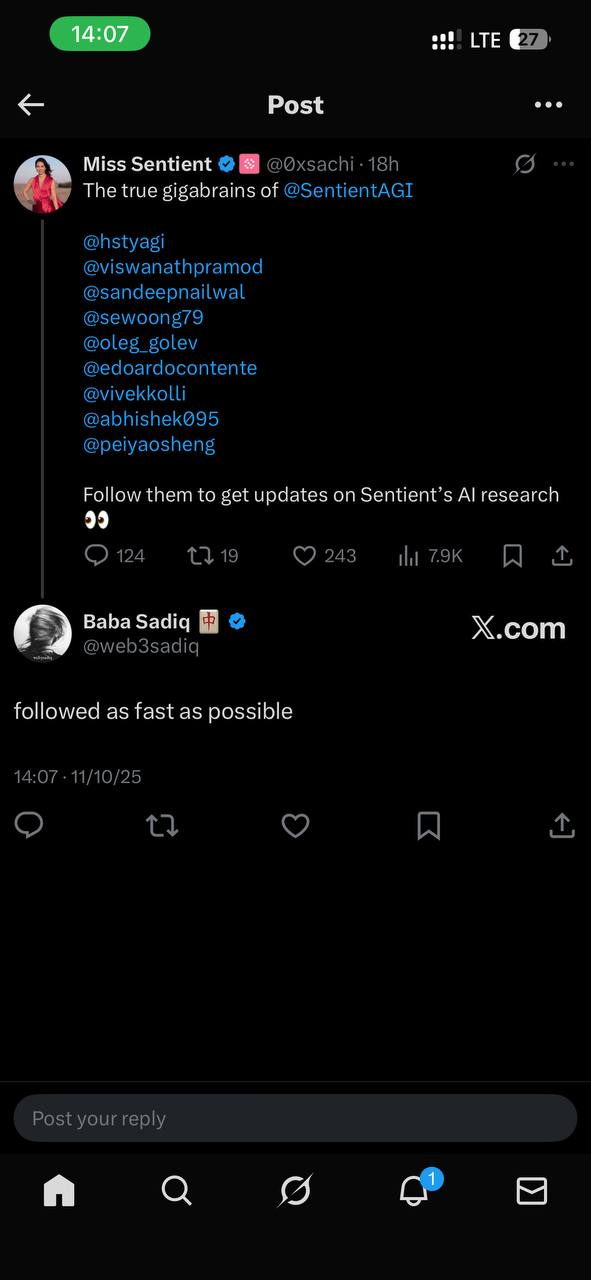 14:07
LTE 27
Post
Miss Sentient @0xsachi · 18h
The true gigabrains of @SentientAGI
@hstyagi
@viswanathpramod
@sandeepnailwal
@sewoong79
@oleg_golev
@edoardocontente
@vivekkolli
@abhishek095
@peiyaosheng
Follow them to get updates on Sentient’s AI research
👀
124 19 243 7.9K
Baba Sadiq 🀄
@web3sadiq
𝕏.com
followed as fast as possible
14:07 · 11/10/25
Post your reply
1